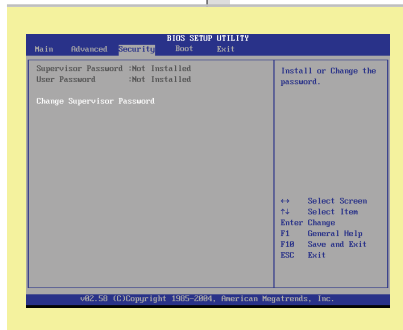 BIOS SETUP UTILITY
Main Advanced Security Boot Exit
Supervisor Password :Not Installed
User Password :Not Installed
Change Supervisor Password
Install or Change the
password.
↔ Select Screen
↑↓ Select Item
Enter Change
F1 General Help
F10 Save and Exit
ESC Exit
v02.58 (C)Copyright 1985-2004, American Megatrends, Inc.